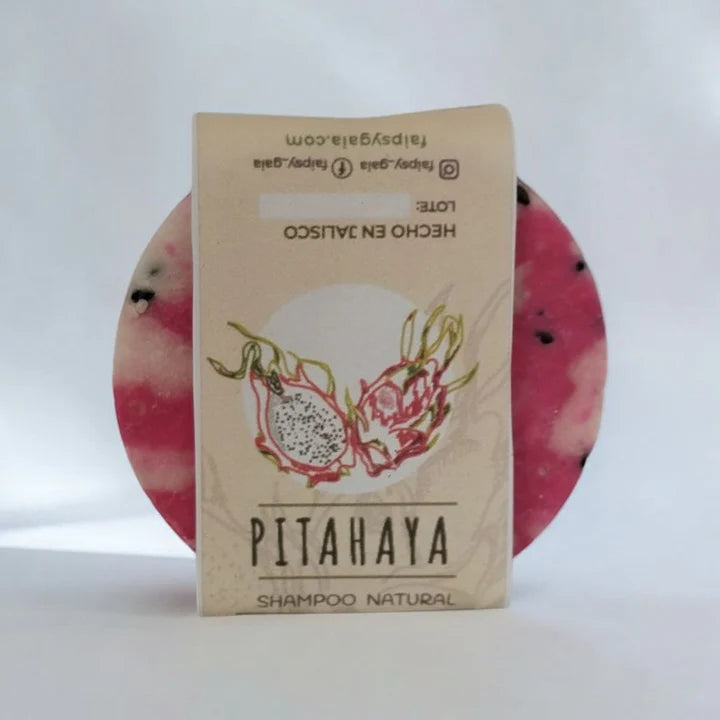 faipsygaia.com
faipsy_gaia faipsy_gaia
LOTE:
HECHO EN JALISCO
PITAHAYA
SHAMPOO NATURAL